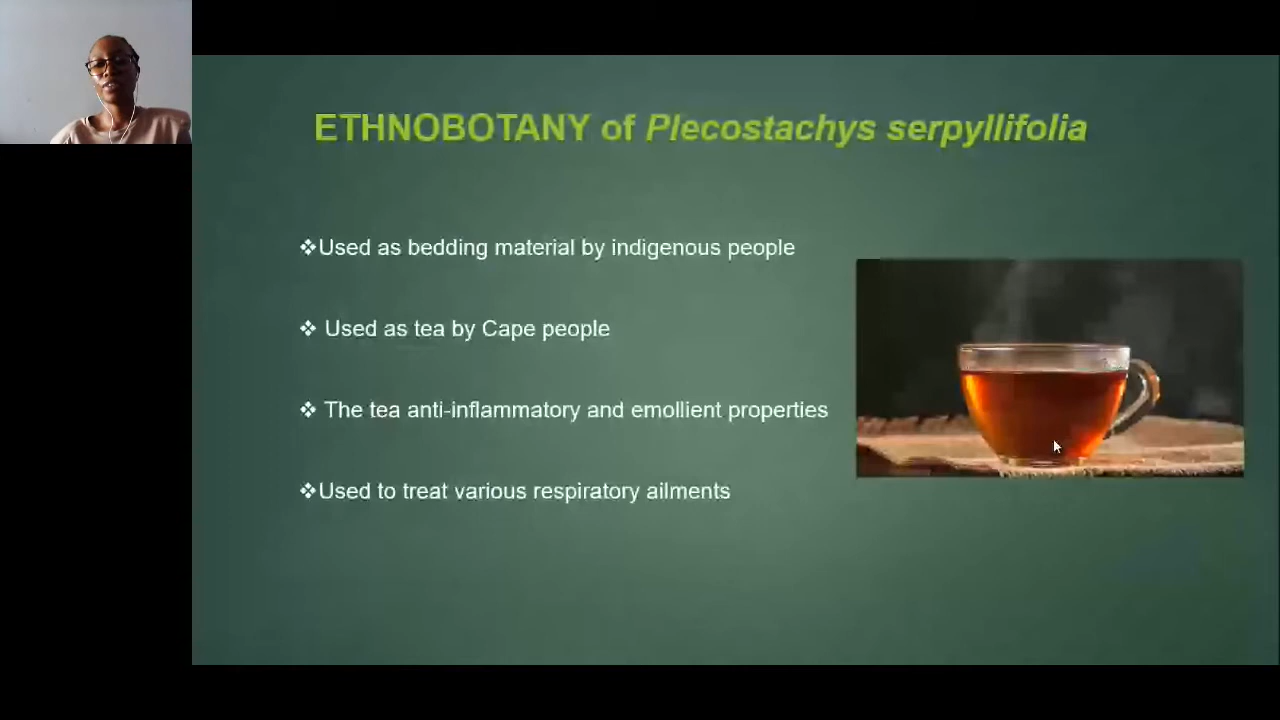 ETHNOBOTANY of Plecostachys serpyllifolia
❖Used as bedding material by indigenous people
❖ Used as tea by Cape people
❖ The tea anti-inflammatory and emollient properties
❖Used to treat various respiratory ailments